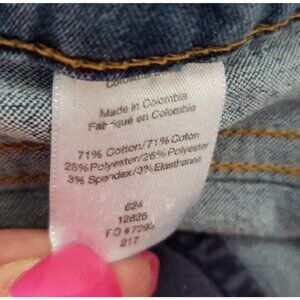 Made in Colombia
Fabriqué en Colombie
71% Cotton/71% Coton
26% Polyester/26% Polyester
3% Spandex/3% Elasthanne
624
12625
217